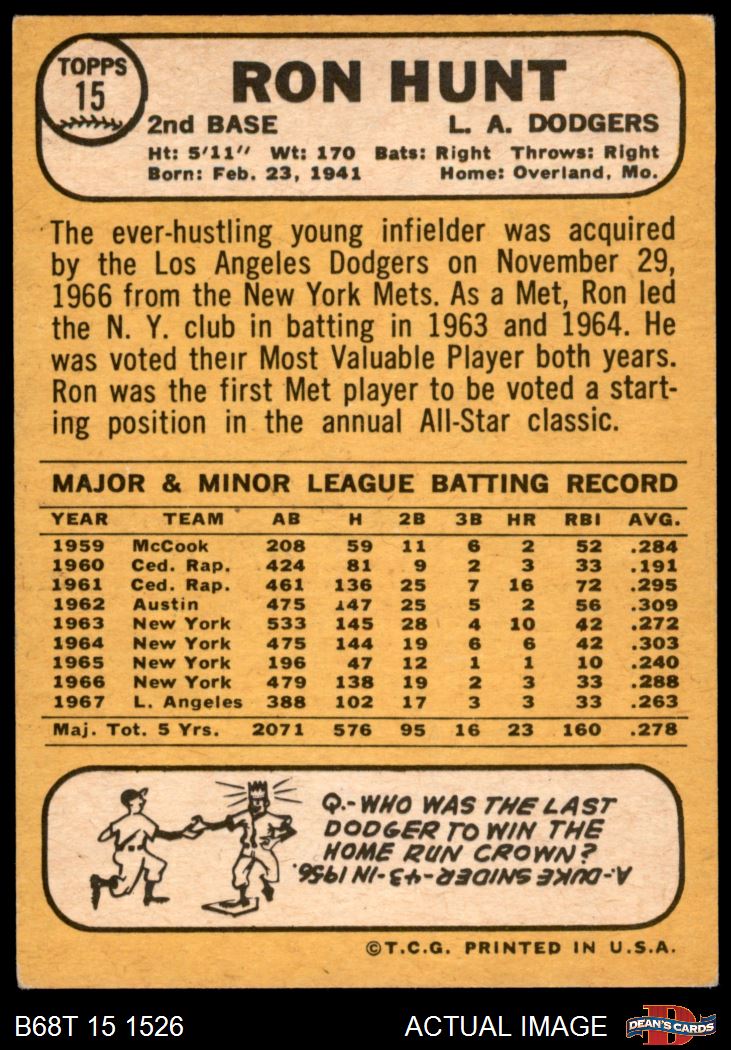 TOPPS
15
RON HUNT
2nd BASE L. A. DODGERS
Ht: 5'11" Wt: 170 Bats: Right Throws: Right
Born: Feb. 23, 1941 Home: Overland, Mo.
The ever-hustling young infielder was acquired
by the Los Angeles Dodgers on November 29,
1966 from the New York Mets. As a Met, Ron led
the N. Y. club in batting in 1963 and 1964. He
was voted their Most Valuable Player both years.
Ron was the first Met player to be voted a start-
ing position in the annual All-Star classic.
MAJOR & MINOR LEAGUE BATTING RECORD
YEAR TEAM AB H 2B 3B HR RBI AVG.
1959 McCook 208 59 11 6 2 52 .284
1960 Ced. Rap. 424 81 9 2 3 33 .191
1961 Ced. Rap. 461 136 25 7 16 72 .295
1962 Austin 475 147 25 5 2 56 .309
1963 New York 533 145 28 4 10 42 .272
1964 New York 475 144 19 6 6 42 .303
1965 New York 196 47 12 1 1 10 .240
1966 New York 479 138 19 2 3 33 .288
1967 L. Angeles 388 102 17 3 3 33 .263
Maj. Tot. 5 Yrs. 2071 576 95 16 23 160 .278
Q.-WHO WAS THE LAST
DODGER TO WIN THE
HOME RUN CROWN?
A-DUKE SNIDER-43-IN 1956.
©T.C.G. PRINTED IN U.S.A.
B68T 15 1526 ACTUAL IMAGE
D
DEAN'S CARDS